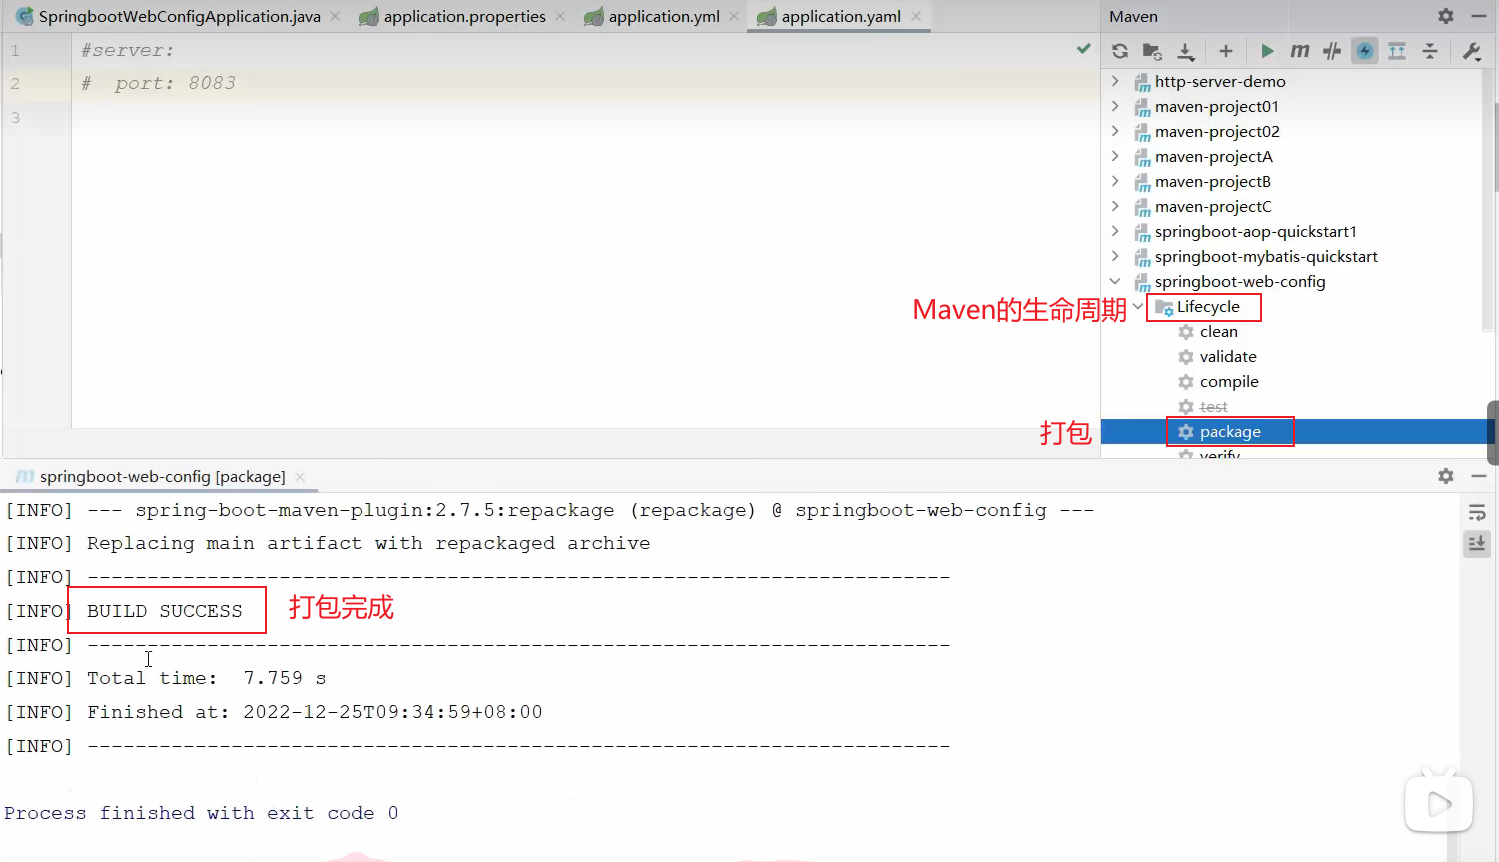 SpringbootWebConfigApplication.java
application.properties
application.yml
application.yaml
Maven
1 #server:
2 #  port: 8083
3
http-server-demo
maven-project01
maven-project02
maven-projectA
maven-projectB
maven-projectC
springboot-aop-quickstart1
springboot-mybatis-quickstart
springboot-web-config
Maven的生命周期
Lifecycle
clean
validate
compile
test
打包
package
verify
springboot-web-config [package]
[INFO] --- spring-boot-maven-plugin:2.7.5:repackage (repackage) @ springboot-web-config ---
[INFO] Replacing main artifact with repackaged archive
[INFO] ------------------------------------------------------------------------
[INFO] BUILD SUCCESS
打包完成
[INFO] ------------------------------------------------------------------------
[INFO] Total time:  7.759 s
[INFO] Finished at: 2022-12-25T09:34:59+08:00
[INFO] ------------------------------------------------------------------------
Process finished with exit code 0